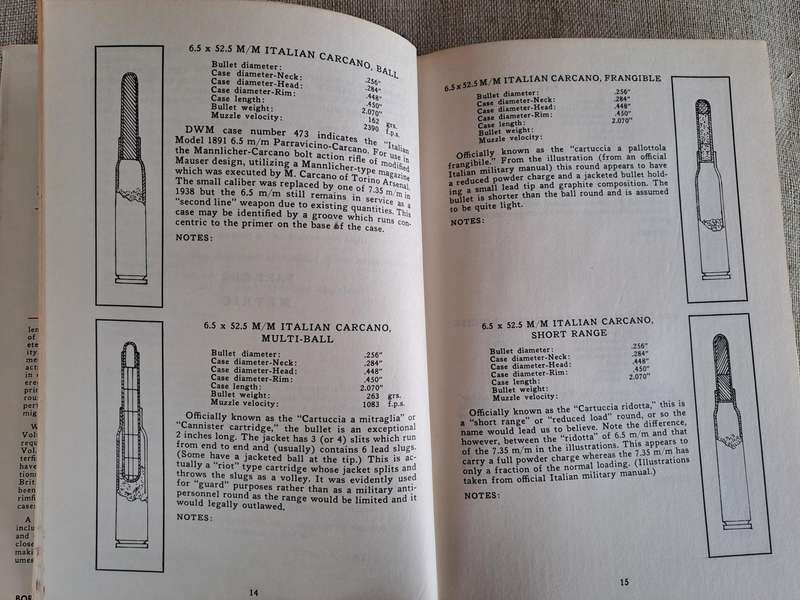 6.5 x 52.5 M/M ITALIAN CARCANO, BALL
Bullet diameter: .256"
Case diameter-Neck: .284"
Case diameter-Head: .448"
Case diameter-Rim: .450"
Case length: 2.070"
Bullet weight: 162 grs.
Muzzle velocity: 2390 f.p.s.
DWM case number 473 indicates the "Italian
Model 1891 6.5 m/m Parravicino-Carcano. For use in
the Mannlicher-Carcano bolt action rifle of modified
Mauser design, utilizing a Mannlicher-type magazine
which was executed by M. Carcano of Torino Arsenal.
The small caliber was replaced by one of 7.35 m/m in
1938 but the 6.5 m/m still remains in service as a
"second line" weapon due to existing quantities. This
case may be identified by a groove which runs con-
centric to the primer on the base of the case.
NOTES:
6.5 x 52.5 M/M ITALIAN CARCANO,
MULTI-BALL
Bullet diameter: .256"
Case diameter-Neck: .284"
Case diameter-Head: .448"
Case diameter-Rim: .450"
Case length: 2.070"
Bullet weight: 263 grs.
Muzzle velocity: 1083 f.p.s.
Officially known as the "Cartuccia a mitraglia" or
"Cannister cartridge," the bullet is an exceptional
2 inches long. The jacket has 3 (or 4) slits which run
from end to end and (usually) contains 6 lead slugs.
(Some have a jacketed ball at the tip.) This is ac-
tually a "riot" type cartridge whose jacket splits and
throws the slugs as a volley. It was evidently used
for "guard" purposes rather than as a military anti-
personnel round as the range would be limited and it
would legally outlawed.
NOTES:
14
6.5 x 52.5 M/M ITALIAN CARCANO, FRANGIBLE
Bullet diameter: .256"
Case diameter-Neck: .284"
Case diameter-Head: .448"
Case diameter-Rim: .450"
Case length: 2.070"
Bullet weight:
Muzzle velocity:
Officially known as the "cartuccia a pallottola
frangibile." From the illustration (from an official
Italian military manual) this round appears to have
a reduced powder charge and a jacketed bullet hold-
ing a small lead tip and graphite composition. The
bullet is shorter than the ball round and is assumed
to be quite light.
NOTES:
6.5 x 52.5 M/M ITALIAN CARCANO,
SHORT RANGE
Bullet diameter: .256"
Case diameter-Neck: .284"
Case diameter-Head: .448"
Case diameter-Rim: .450"
Case length: 2.070"
Bullet weight:
Muzzle velocity:
Officially known as the "Cartuccia ridotta," this is
a "short range" or "reduced load" round, or so the
name would lead us to believe. Note the difference,
however, between the "ridotta" of 6.5 m/m and that
of the 7.35 m/m in the illustrations. This appears to
carry a full powder charge whereas the 7.35 m/m has
only a fraction of the normal loading. (Illustrations
taken from official Italian military manual.)
NOTES:
15